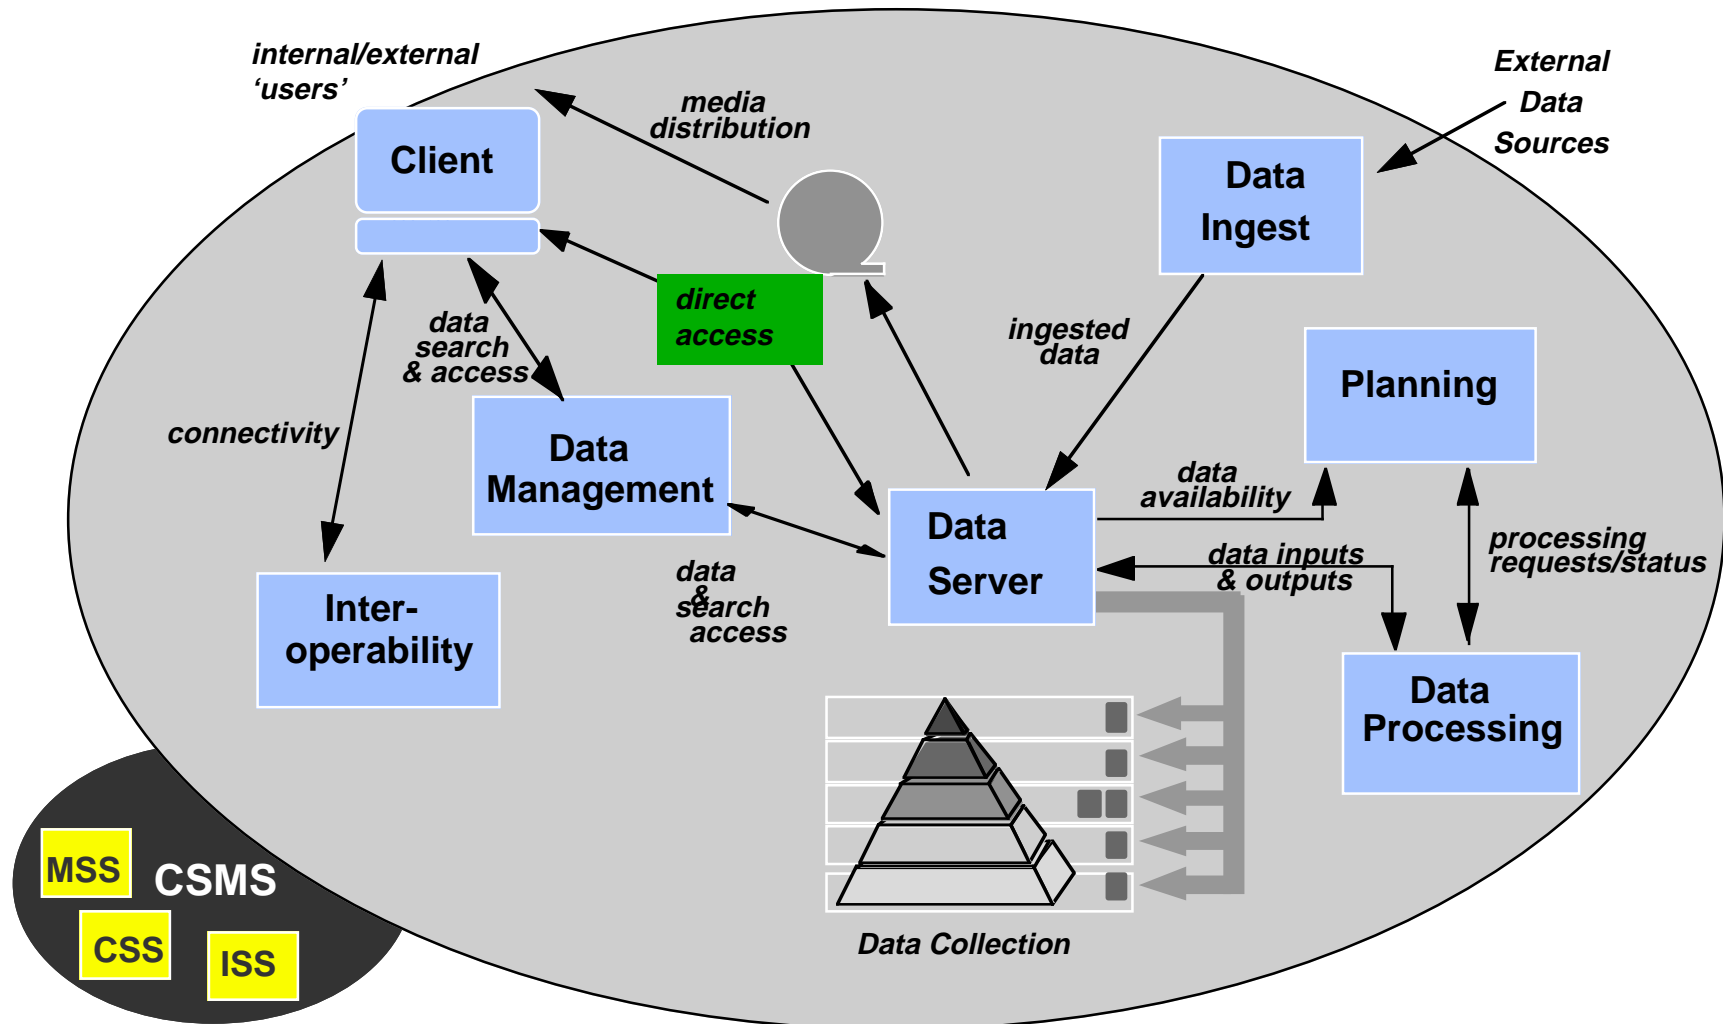 internal/external
‘users’
Client
media
distribution
External
Data
Sources
Data
Ingest
direct
access
data
search
& access
connectivity
ingested
data
Planning
Data
Management
data
availability
Data
Server
data inputs
& outputs
processing
requests/status
data
&
search
access
Inter-
operability
Data
Processing
MSS
CSMS
CSS
ISS
Data Collection